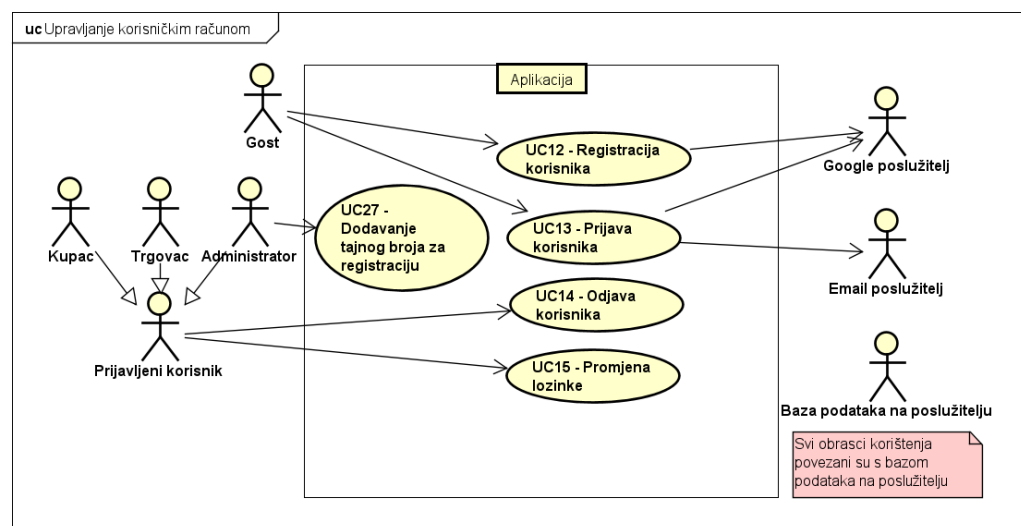 uc Upravljanje korisničkim računom
Aplikacija
Gost
UC12 - Registracija
korisnika
Google poslužitelj
Kupac
Trgovac
Administrator
UC27 -
Dodavanje
tajnog broja za
registraciju
UC13 - Prijava
korisnika
Email poslužitelj
UC14 - Odjava
korisnika
Prijavljeni korisnik
UC15 - Promjena
lozinke
Baza podataka na poslužitelju
Svi obrasci korištenja
povezani su s bazom
podataka na poslužitelju